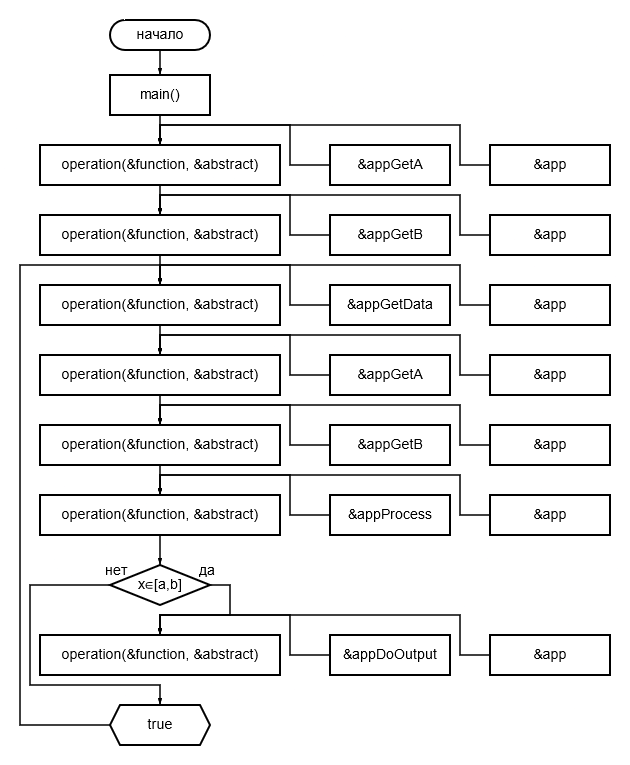 начало
main()
operation(&function, &abstract) &appGetA &app
operation(&function, &abstract) &appGetB &app
operation(&function, &abstract) &appGetData &app
operation(&function, &abstract) &appGetA &app
operation(&function, &abstract) &appGetB &app
operation(&function, &abstract) &appProcess &app
нет да
x∈[a,b]
operation(&function, &abstract) &appDoOutput &app
true